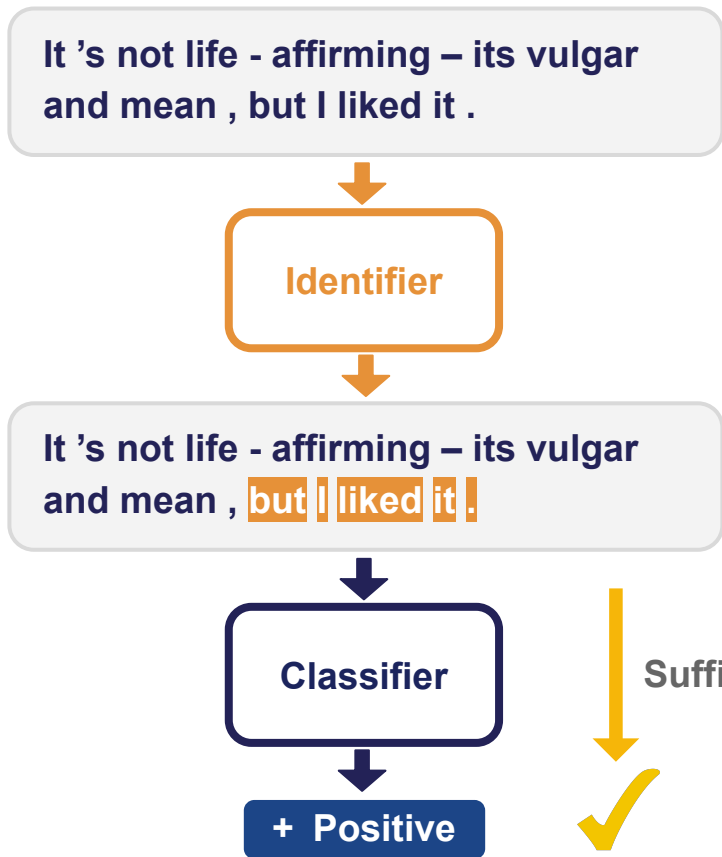 It 's not life - affirming – its vulgar
and mean , but I liked it .
Identifier
It 's not life - affirming – its vulgar
and mean , but I liked it .
Classifier
Suffi
+ Positive